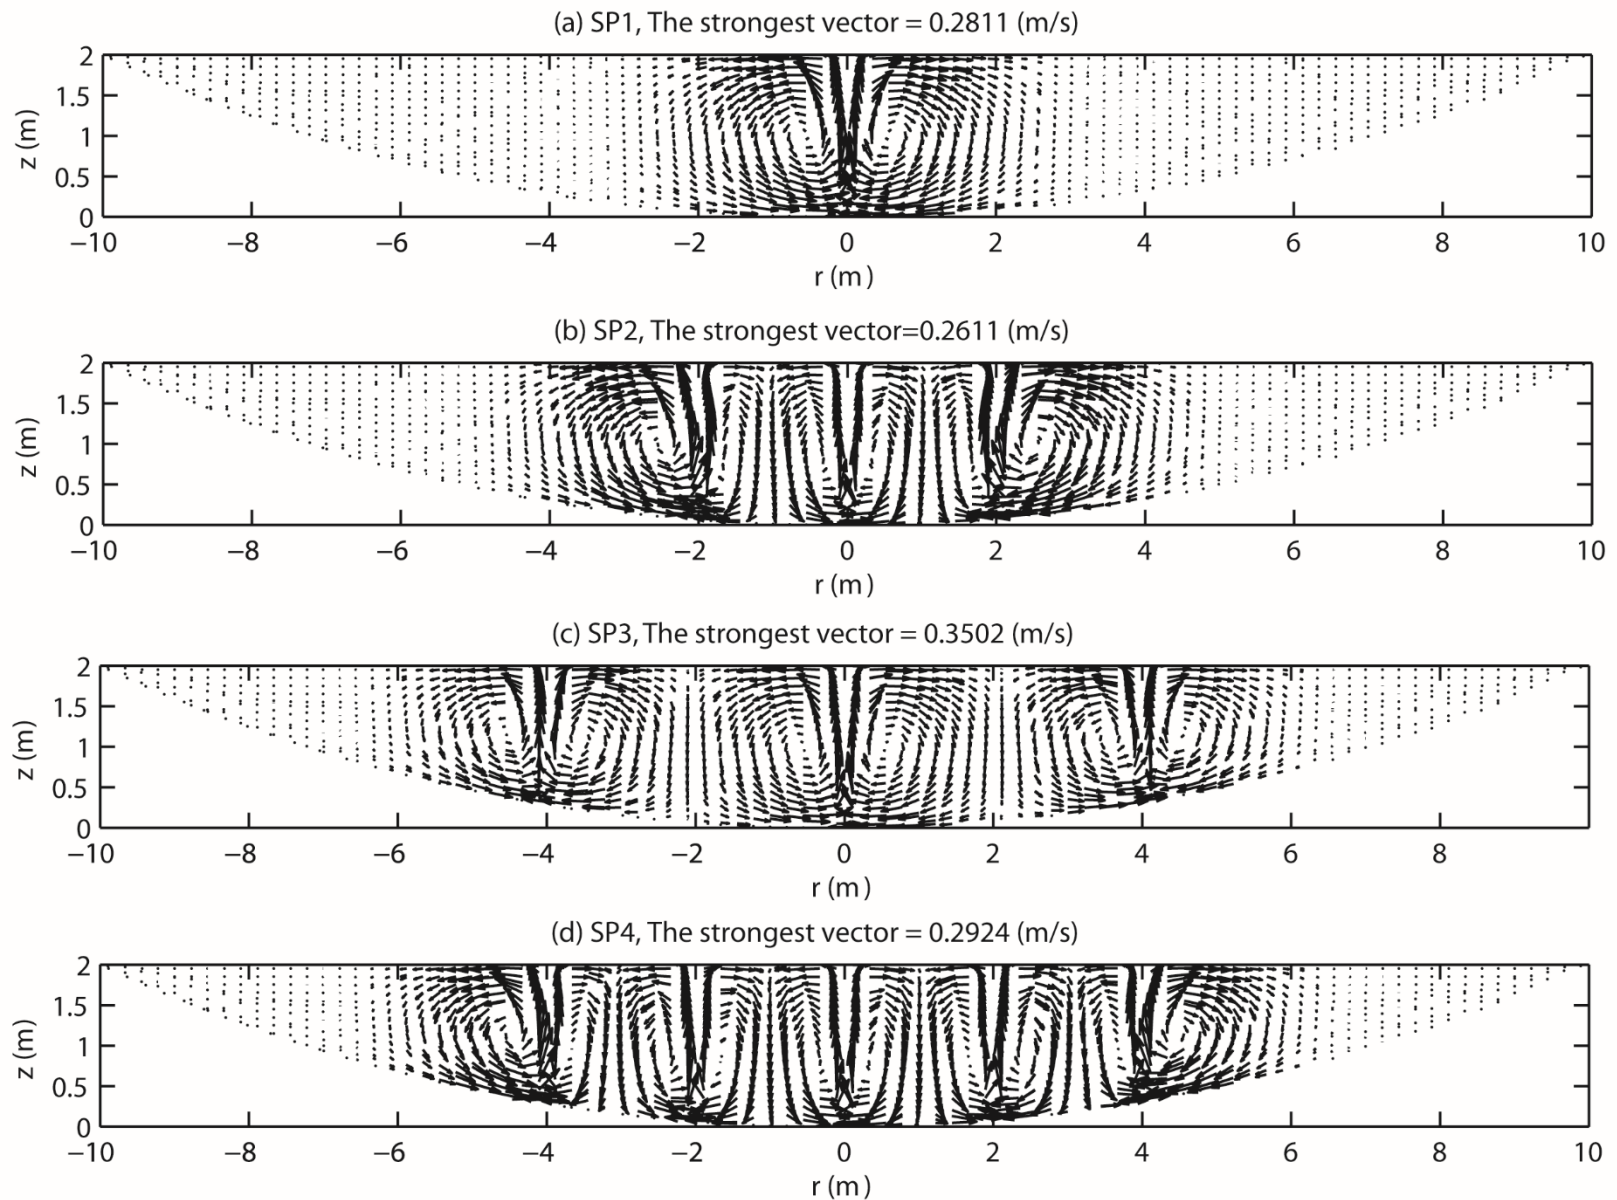 (a) SP1, The strongest vector = 0.2811 (m/s)
2
1.5
1
0.5
0
z (m)
−10 −8 −6 −4 −2 0 2 4 6 8 10
r (m)
(b) SP2, The strongest vector=0.2611 (m/s)
2
1.5
1
0.5
0
z (m)
−10 −8 −6 −4 −2 0 2 4 6 8 10
r (m)
(c) SP3, The strongest vector = 0.3502 (m/s)
2
1.5
1
0.5
0
z (m)
−10 −8 −6 −4 −2 0 2 4 6 8
r (m)
(d) SP4, The strongest vector = 0.2924 (m/s)
2
1.5
1
0.5
0
z (m)
−10 −8 −6 −4 −2 0 2 4 6 8 10
r (m)